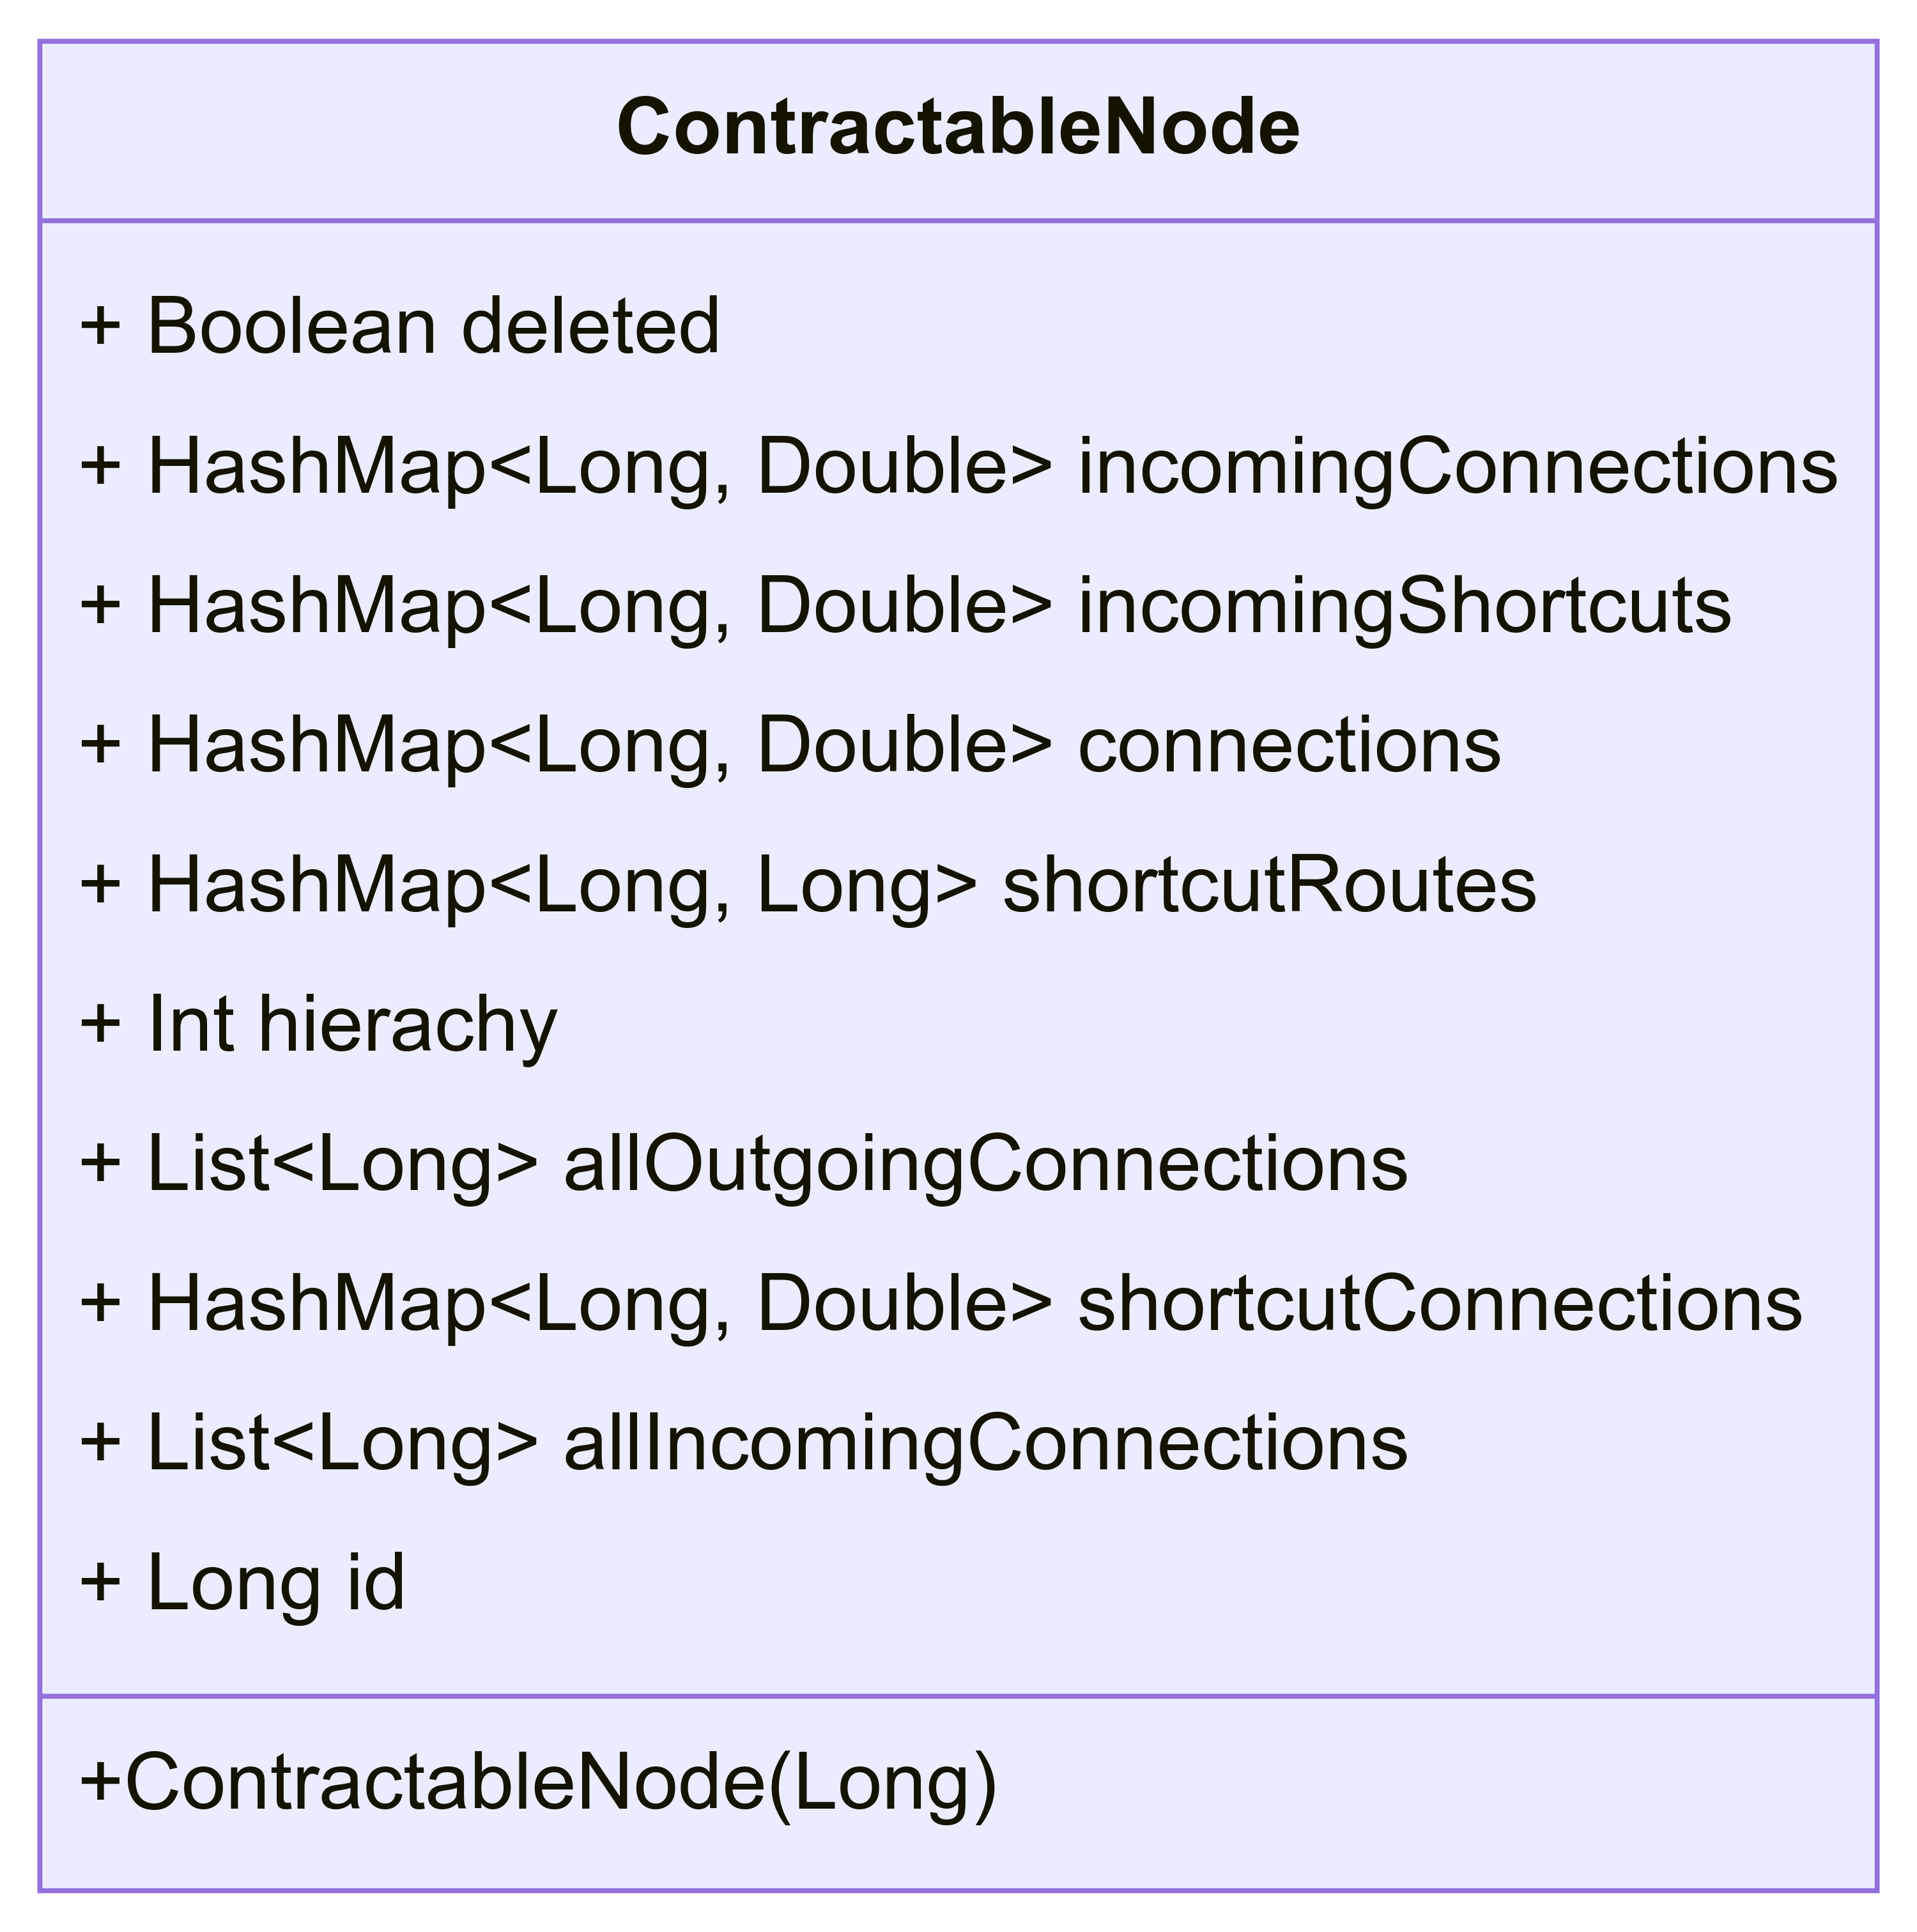 ContractableNode
+ Boolean deleted
+ HashMap<Long, Double> incomingConnections
+ HashMap<Long, Double> incomingShortcuts
+ HashMap<Long, Double> connections
+ HashMap<Long, Long> shortcutRoutes
+ Int hierachy
+ List<Long> allOutgoingConnections
+ HashMap<Long, Double> shortcutConnections
+ List<Long> allIncomingConnections
+ Long id
+ContractableNode(Long)